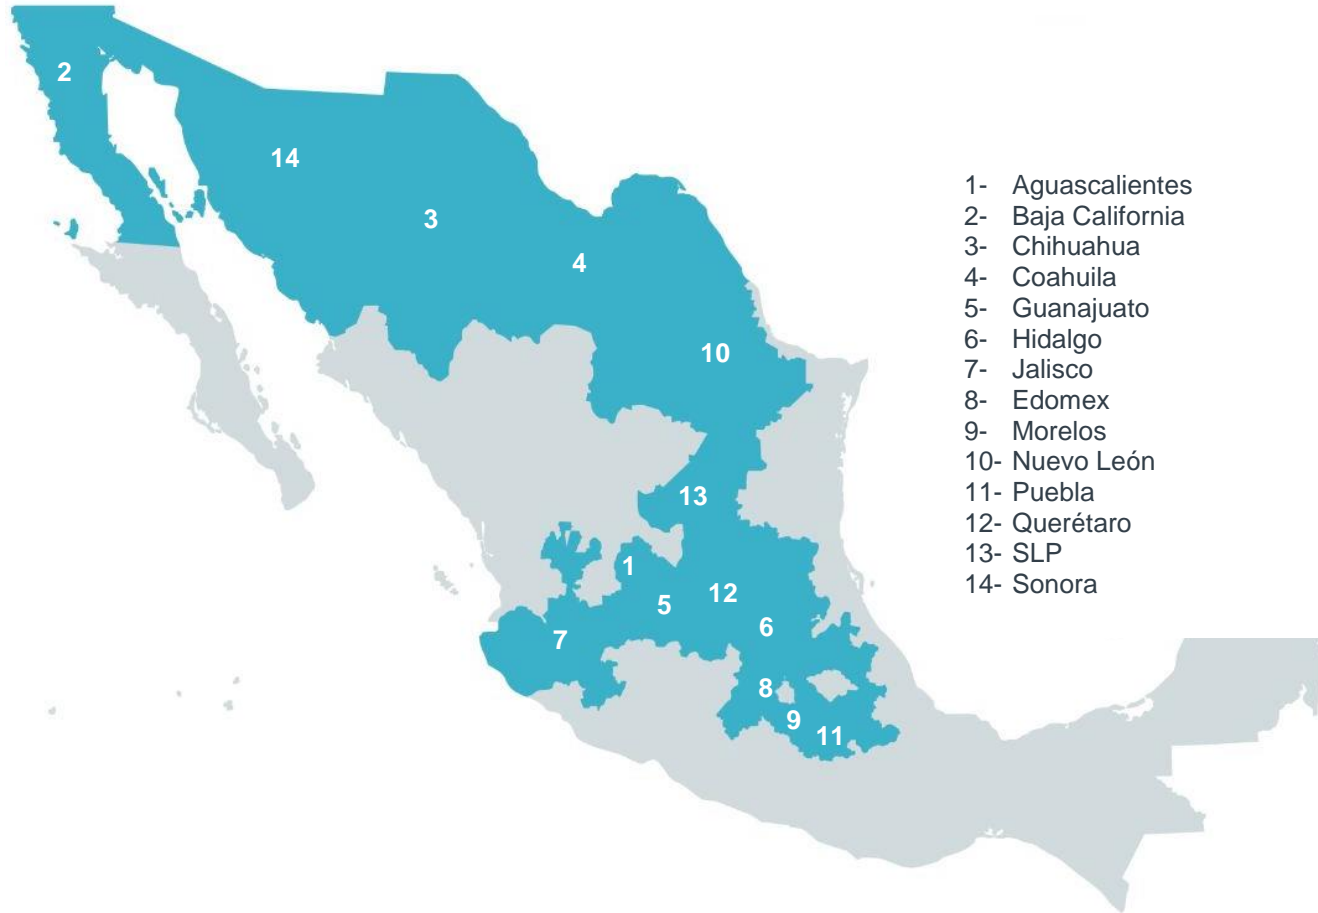 2
14
3
4
10
13
1
12
5
6
7
8
9
11
1- Aguascalientes
2- Baja California
3- Chihuahua
4- Coahuila
5- Guanajuato
6- Hidalgo
7- Jalisco
8- Edomex
9- Morelos
10- Nuevo León
11- Puebla
12- Querétaro
13- SLP
14- Sonora